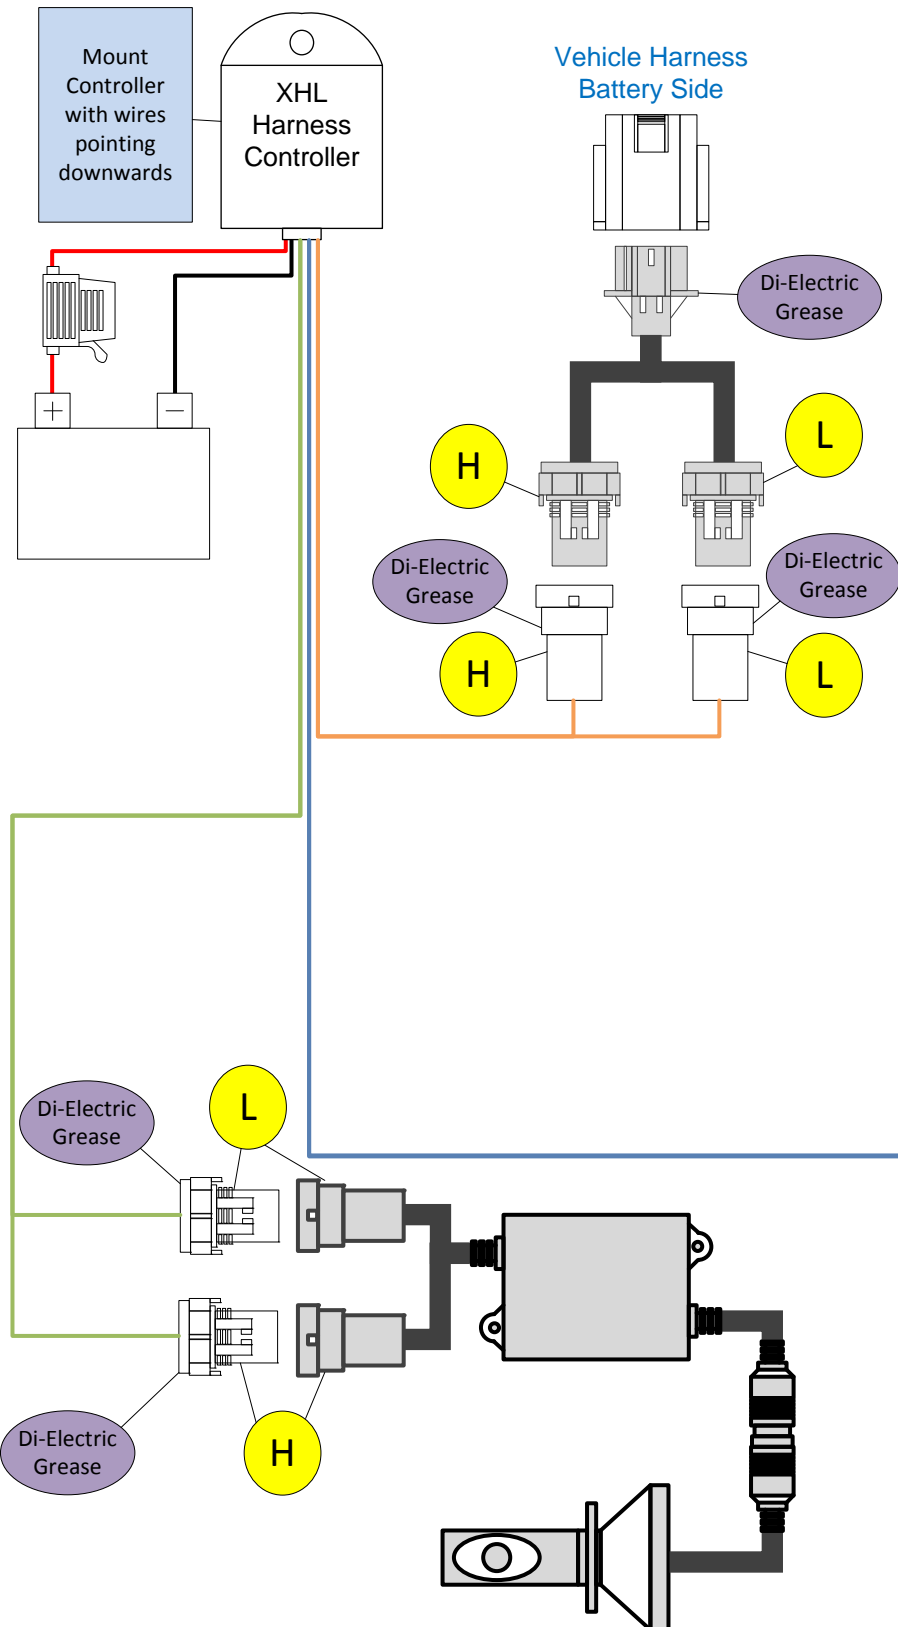 Mount
Controller
with wires
pointing
downwards
XHL
Harness
Controller
Vehicle Harness
Battery Side
Di-Electric
Grease
+
−
H
L
Di-Electric
Grease
Di-Electric
Grease
H
L
L
Di-Electric
Grease
Di-Electric
Grease
H